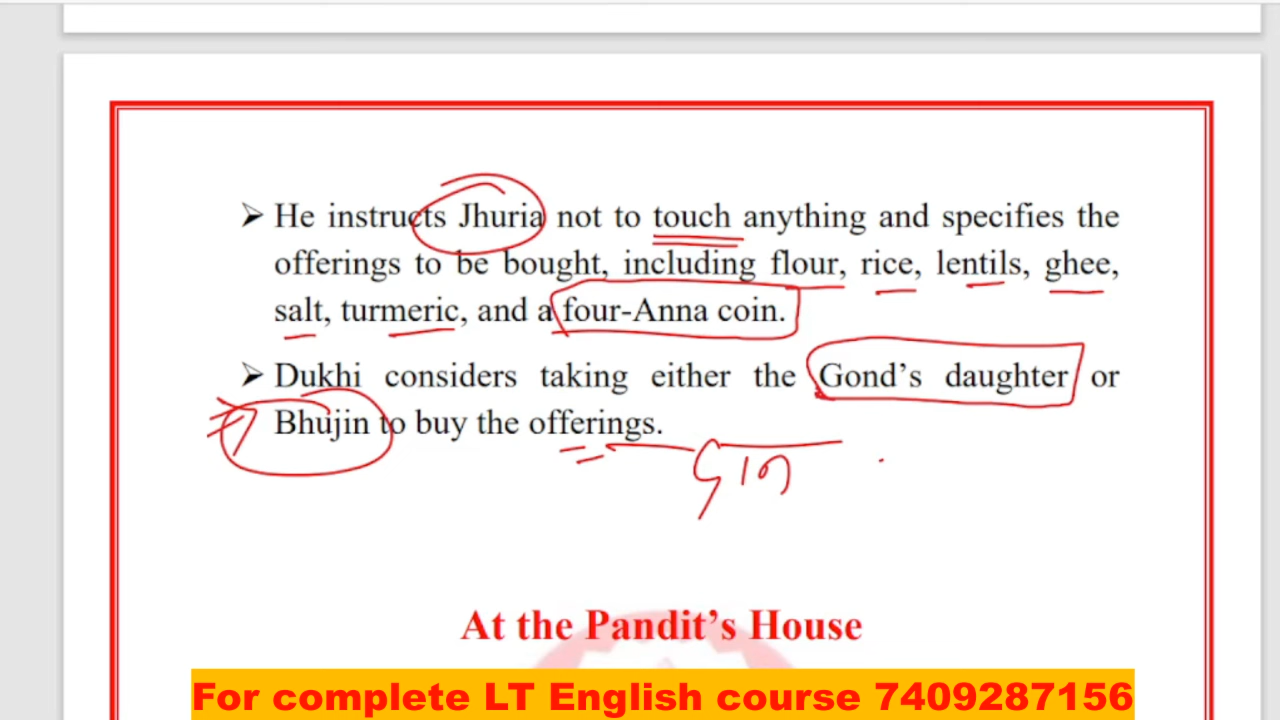 ➢ He instructs Jhuria not to touch anything and specifies the
offerings to be bought, including flour, rice, lentils, ghee,
salt, turmeric, and a four-Anna coin.
➢ Dukhi considers taking either the Gond’s daughter or
Bhujin to buy the offerings.
At the Pandit’s House
For complete LT English course 7409287156